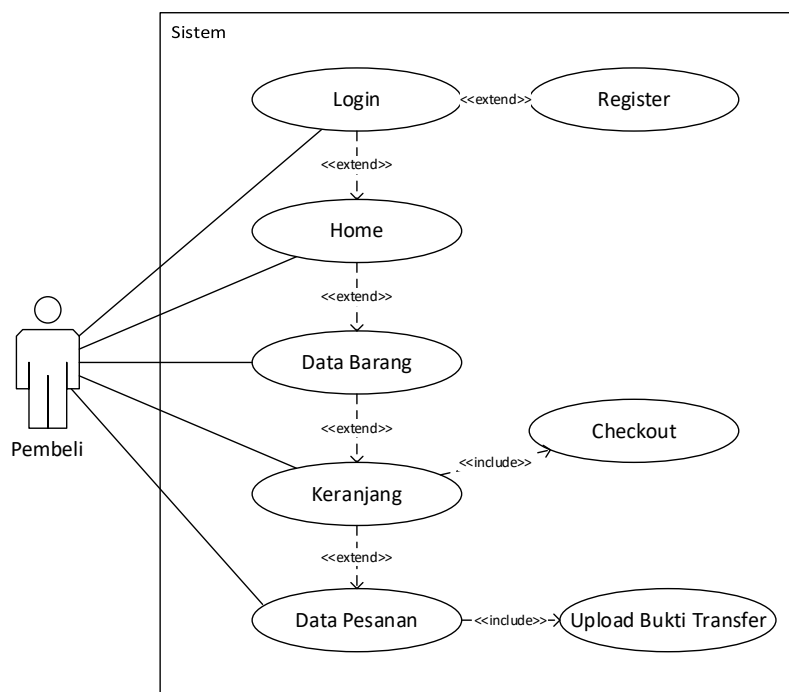 Sistem
Login
<<extend>>
Register
<<extend>>
Home
<<extend>>
Data Barang
<<extend>>
Checkout
<<include>>
Pembeli
Keranjang
<<extend>>
Data Pesanan
<<include>>
Upload Bukti Transfer